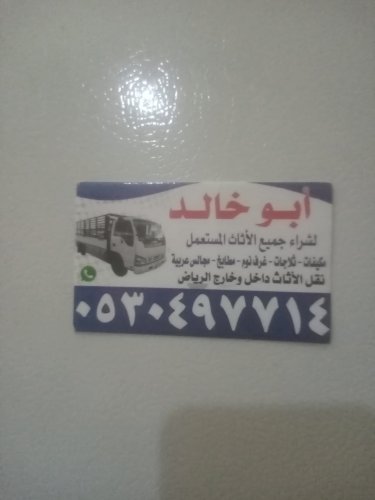 أبو خالد
لشراء جميع الأثاث المستعمل
مكيفات - ثلاجات - غرف نوم - مطابخ - مجالس عربية
نقل الأثاث داخل وخارج الرياض
٠٥٣٠٤٩٧٧١٤